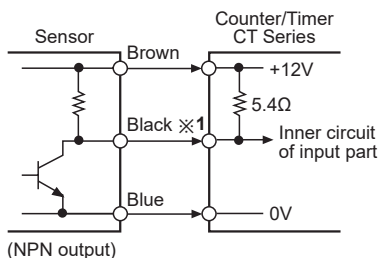 Counter/Timer
Sensor
CT Series
Brown
+12V
5.4Ω
Black ※1
Inner circuit
of input part
Blue
0V
(NPN output)